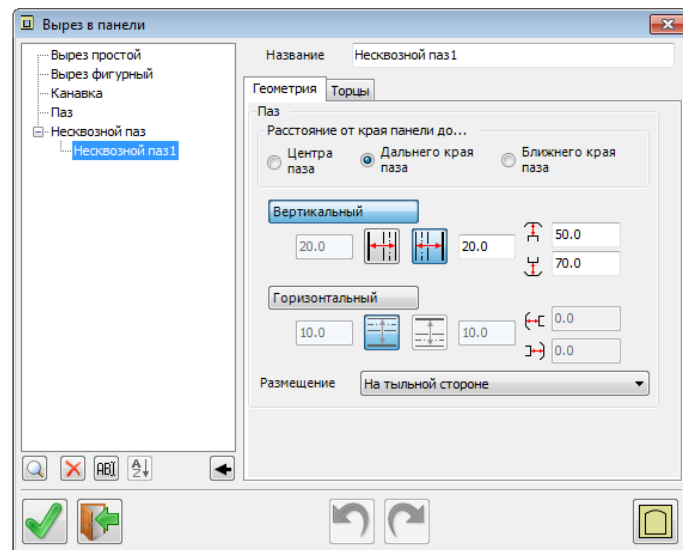 Вырез в панели
Вырез простой
Вырез фигурный
Канавка
Паз
Несквозной паз
Несквозной паз1
Название
Несквозной паз1
Геометрия
Торцы
Паз
Расстояние от края панели до...
Центра
паза
Дальнего края
паза
Ближнего края
паза
Вертикальный
20.0
20.0
50.0
70.0
Горизонтальный
10.0
10.0
0.0
0.0
Размещение
На тыльной стороне
AB
A
Z